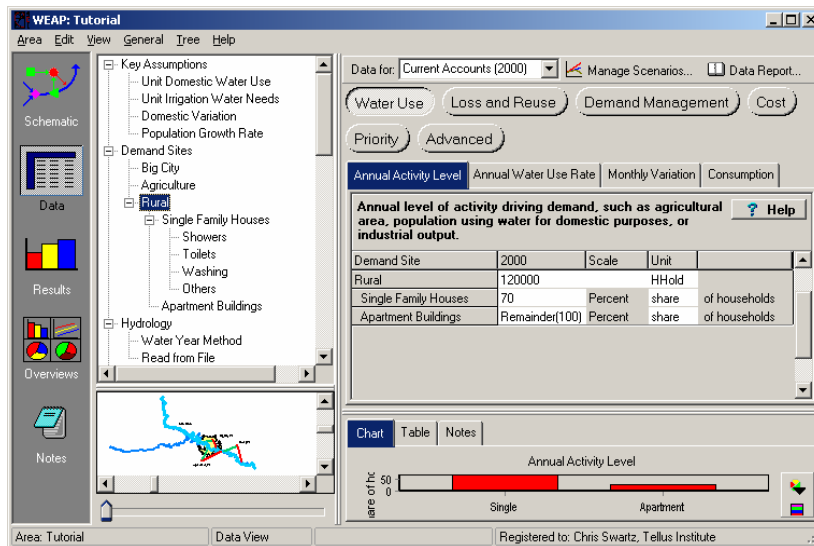 WEAP: Tutorial
Area Edit View General Tree Help
Schematic
Data
Results
Overviews
Notes
Key Assumptions
Unit Domestic Water Use
Unit Irrigation Water Needs
Domestic Variation
Population Growth Rate
Demand Sites
Big City
Agriculture
Rural
Single Family Houses
Showers
Toilets
Washing
Others
Apartment Buildings
Hydrology
Water Year Method
Read from File
Data for: Current Accounts (2000) Manage Scenarios... Data Report...
Water Use Loss and Reuse Demand Management Cost
Priority Advanced
Annual Activity Level Annual Water Use Rate Monthly Variation Consumption
Annual level of activity driving demand, such as agricultural
area, population using water for domestic purposes, or
industrial output.
? Help
Demand Site 2000 Scale Unit
Rural 120000 HHold
Single Family Houses 70 Percent share of households
Apartment Buildings Remainder(100) Percent share of households
Chart Table Notes
Annual Activity Level
50
0
Single Apartment
Area: Tutorial Data View Registered to: Chris Swartz, Tellus Institute